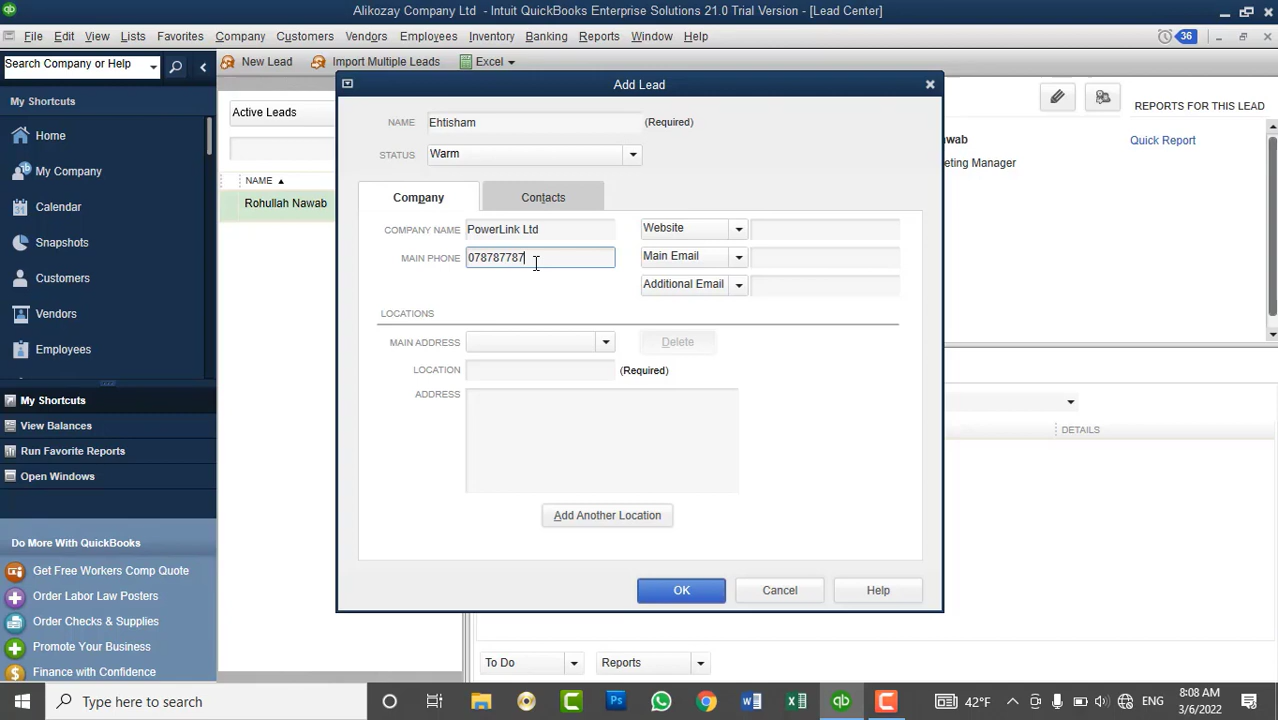 Alikozay Company Ltd - Intuit QuickBooks Enterprise Solutions 21.0 Trial Version - [Lead Center]
File Edit View Lists Favorites Company Customers Vendors Employees Inventory Banking Reports Window Help
36
Search Company or Help
New Lead
Import Multiple Leads
Excel
My Shortcuts
Home
My Company
Calendar
Snapshots
Customers
Vendors
Employees
My Shortcuts
View Balances
Run Favorite Reports
Open Windows
Do More With QuickBooks
Get Free Workers Comp Quote
Order Labor Law Posters
Order Checks & Supplies
Promote Your Business
Finance with Confidence
Active Leads
NAME
Rohullah Nawab
Add Lead
NAME Ehtisham (Required)
STATUS Warm
Company Contacts
COMPANY NAME PowerLink Ltd Website
MAIN PHONE 078787787 Main Email
Additional Email
LOCATIONS
MAIN ADDRESS Delete
LOCATION (Required)
ADDRESS
Add Another Location
OK Cancel Help
REPORTS FOR THIS LEAD
Quick Report
DETAILS
To Do Reports
Type here to search
42°F
ENG
8:08 AM
3/6/2022